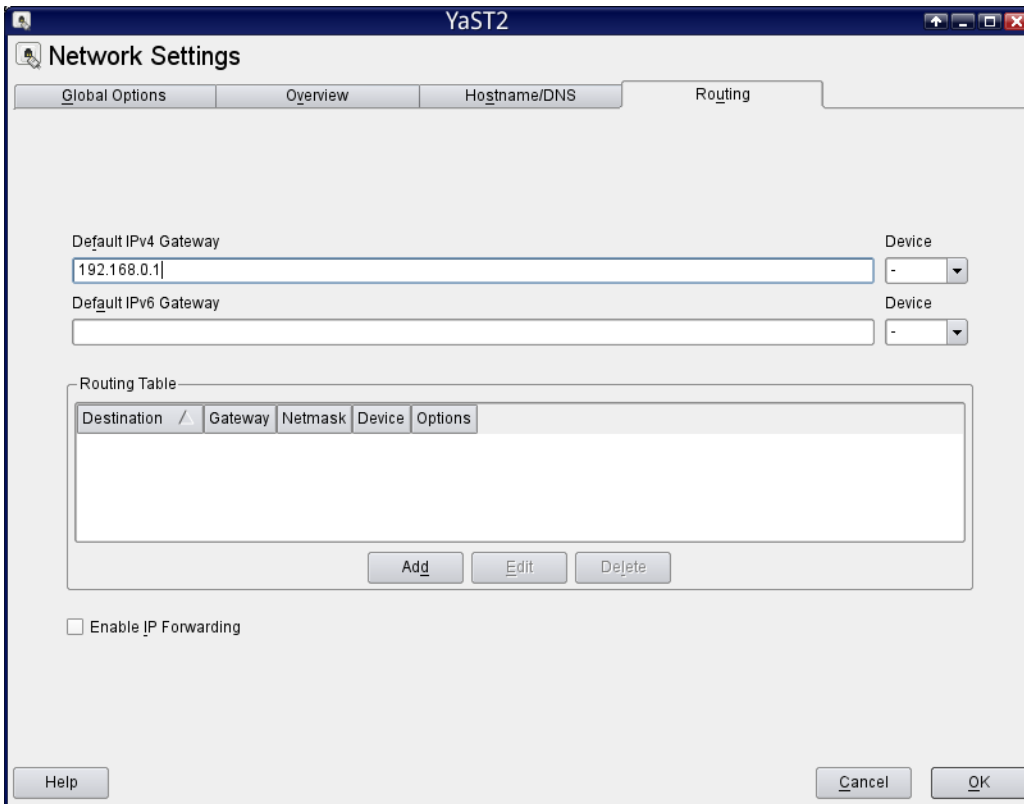 YaST2
Network Settings
Global Options Overview Hostname/DNS Routing
Default IPv4 Gateway Device
192.168.0.1 -
Default IPv6 Gateway Device
-
Routing Table
Destination Gateway Netmask Device Options
Add Edit Delete
Enable IP Forwarding
Help Cancel OK